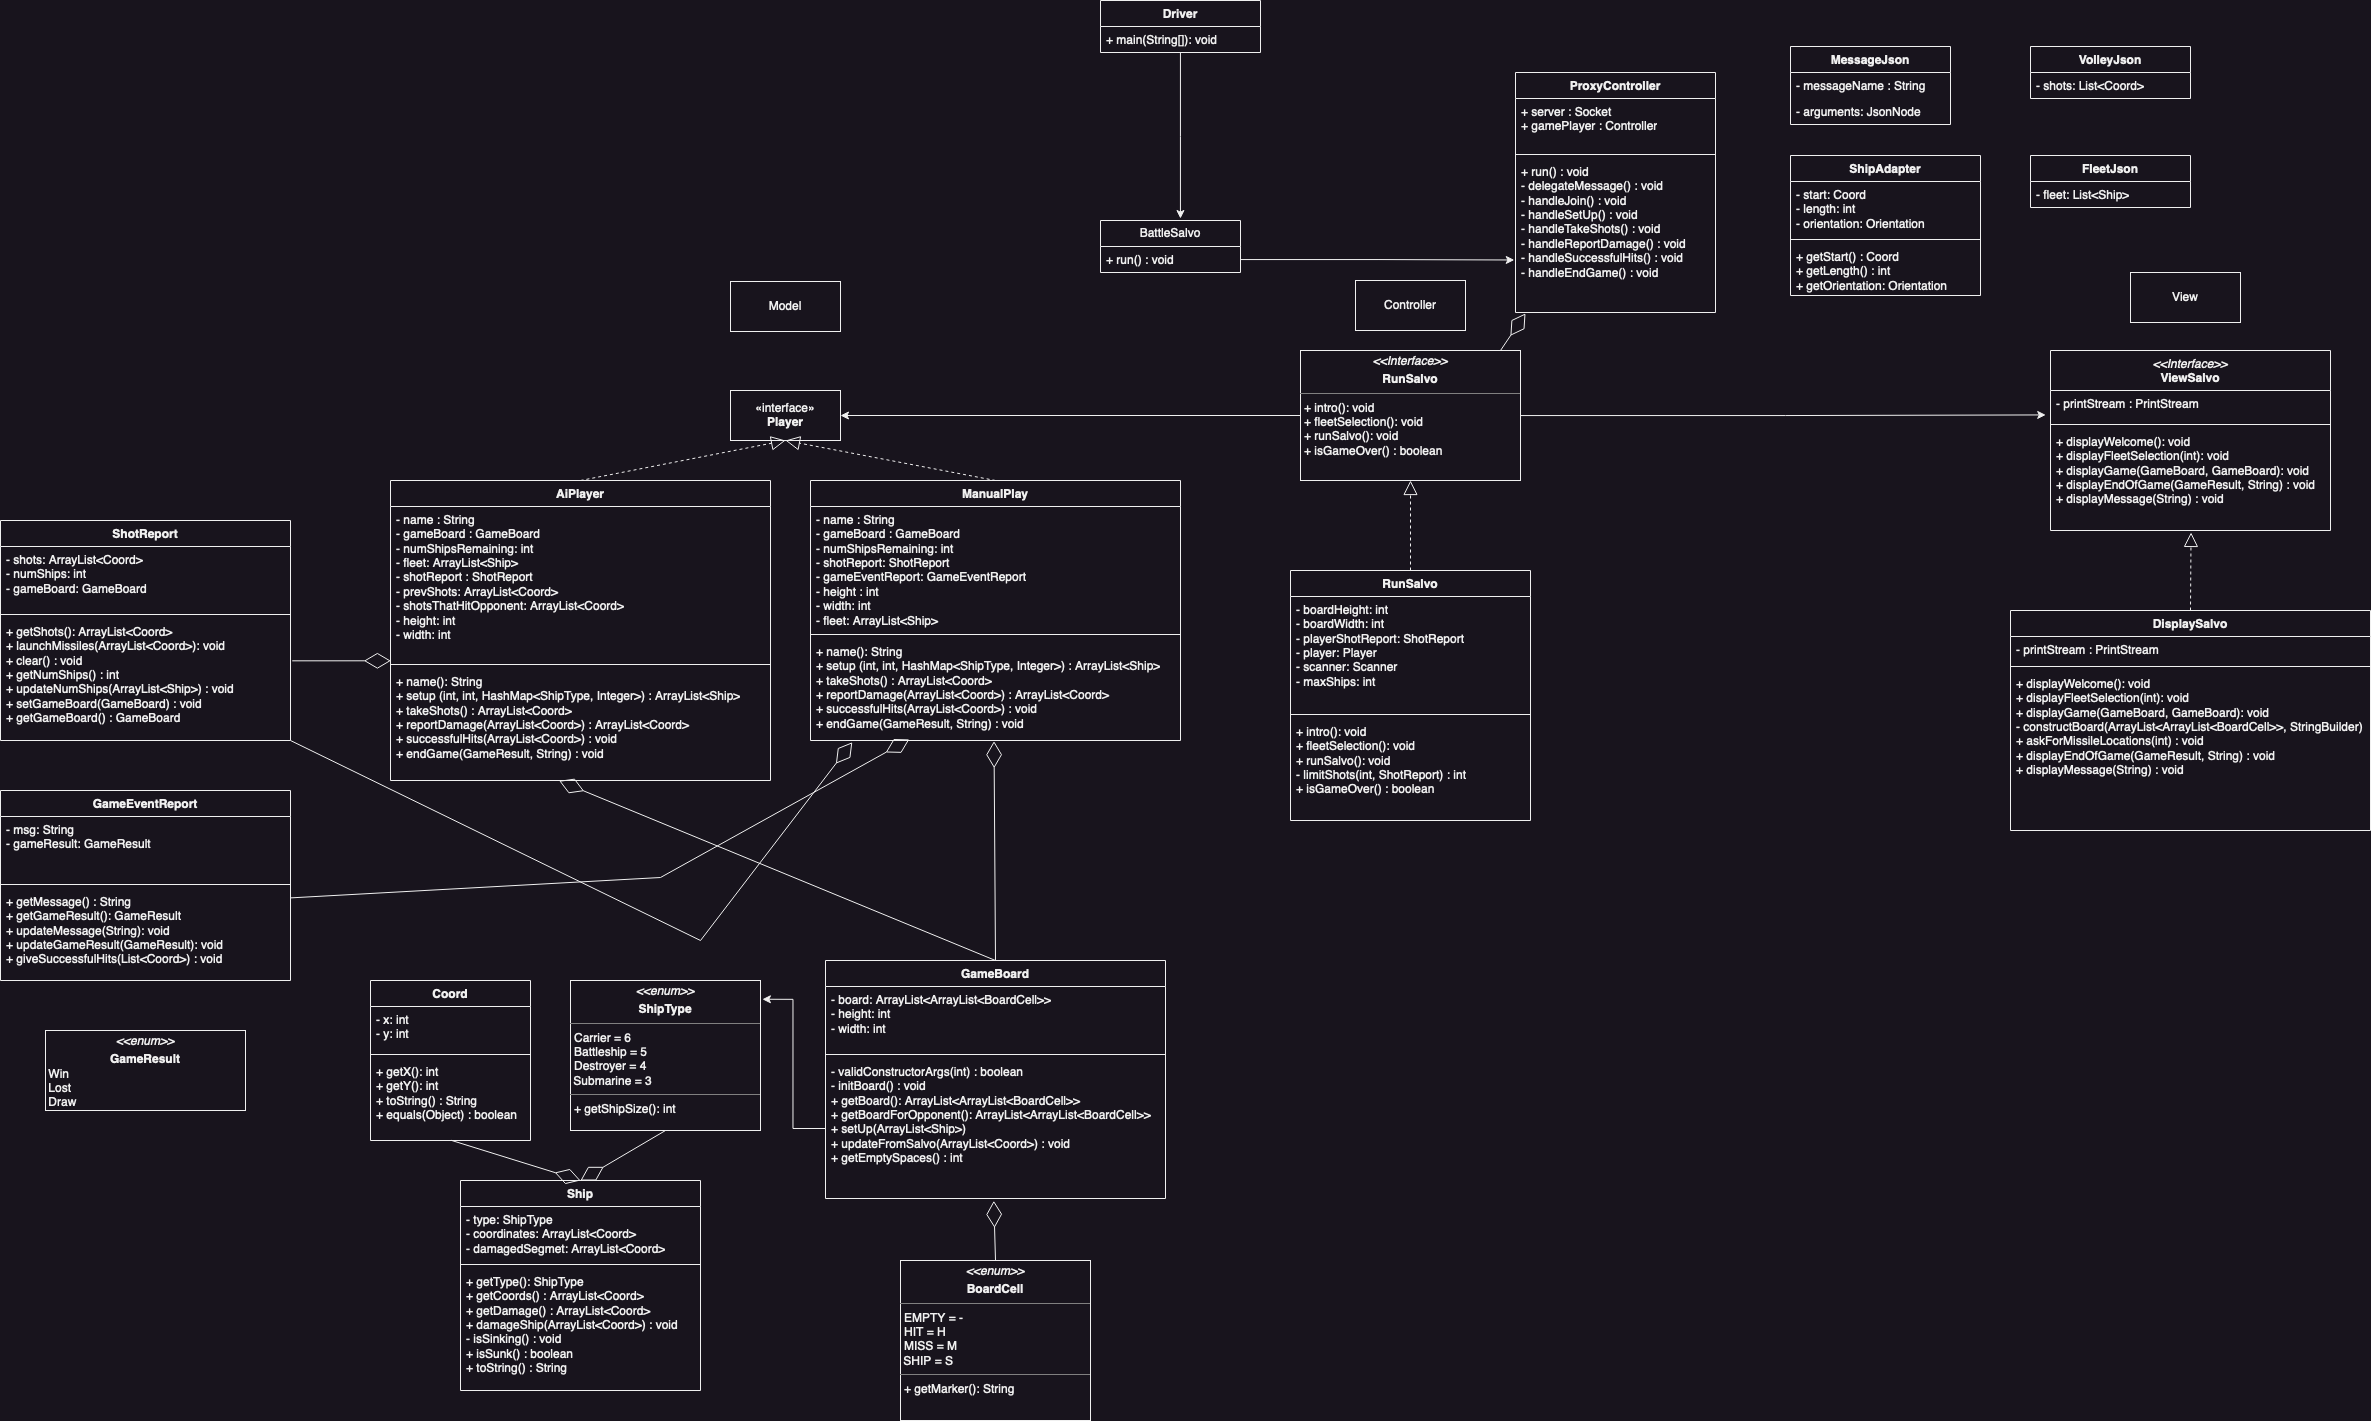 Driver
+ main(String[]): void
BattleSalvo
+ run() : void
ProxyController
+ server : Socket
+ gamePlayer : Controller
+ run() : void
- delegateMessage() : void
- handleJoin() : void
- handleSetUp() : void
- handleTakeShots() : void
- handleReportDamage() : void
- handleSuccessfulHits() : void
- handleEndGame() : void
MessageJson
- messageName : String
- arguments: JsonNode
VolleyJson
- shots: List<Coord>
ShipAdapter
- start: Coord
- length: int
- orientation: Orientation
+ getStart() : Coord
+ getLength() : int
+ getOrientation: Orientation
FleetJson
- fleet: List<Ship>
Model
Controller
View
«interface»
Player
<<Interface>>
RunSalvo
+ intro(): void
+ fleetSelection(): void
+ runSalvo(): void
+ isGameOver() : boolean
<<Interface>>
ViewSalvo
- printStream : PrintStream
+ displayWelcome(): void
+ displayFleetSelection(int): void
+ displayGame(GameBoard, GameBoard): void
+ displayEndOfGame(GameResult, String) : void
+ displayMessage(String) : void
ShotReport
- shots: ArrayList<Coord>
- numShips: int
- gameBoard: GameBoard
+ getShots(): ArrayList<Coord>
+ launchMissiles(ArrayList<Coord>): void
+ clear() : void
+ getNumShips() : int
+ updateNumShips(ArrayList<Ship>) : void
+ setGameBoard(GameBoard) : void
+ getGameBoard() : GameBoard
AiPlayer
- name : String
- gameBoard : GameBoard
- numShipsRemaining: int
- fleet: ArrayList<Ship>
- shotReport : ShotReport
- prevShots: ArrayList<Coord>
- shotsThatHitOpponent: ArrayList<Coord>
- height: int
- width: int
+ name(): String
+ setup (int, int, HashMap<ShipType, Integer>) : ArrayList<Ship>
+ takeShots() : ArrayList<Coord>
+ reportDamage(ArrayList<Coord>) : ArrayList<Coord>
+ successfulHits(ArrayList<Coord>) : void
+ endGame(GameResult, String) : void
ManualPlay
- name : String
- gameBoard : GameBoard
- numShipsRemaining: int
- shotReport: ShotReport
- gameEventReport: GameEventReport
- height : int
- width: int
- fleet: ArrayList<Ship>
+ name(): String
+ setup (int, int, HashMap<ShipType, Integer>) : ArrayList<Ship>
+ takeShots() : ArrayList<Coord>
+ reportDamage(ArrayList<Coord>) : ArrayList<Coord>
+ successfulHits(ArrayList<Coord>) : void
+ endGame(GameResult, String) : void
RunSalvo
- boardHeight: int
- boardWidth: int
- playerShotReport: ShotReport
- player: Player
- scanner: Scanner
- maxShips: int
+ intro(): void
+ fleetSelection(): void
+ runSalvo(): void
- limitShots(int, ShotReport) : int
+ isGameOver() : boolean
DisplaySalvo
- printStream : PrintStream
+ displayWelcome(): void
+ displayFleetSelection(int): void
+ displayGame(GameBoard, GameBoard): void
- constructBoard(ArrayList<ArrayList<BoardCell>>, StringBuilder)
+ askForMissileLocations(int) : void
+ displayEndOfGame(GameResult, String) : void
+ displayMessage(String) : void
GameEventReport
- msg: String
- gameResult: GameResult
+ getMessage() : String
+ getGameResult(): GameResult
+ updateMessage(String): void
+ updateGameResult(GameResult): void
+ giveSuccessfulHits(List<Coord>) : void
<<enum>>
GameResult
Win
Lost
Draw
Coord
- x: int
- y: int
+ getX(): int
+ getY(): int
+ toString() : String
+ equals(Object) : boolean
<<enum>>
ShipType
Carrier = 6
Battleship = 5
Destroyer = 4
Submarine = 3
+ getShipSize(): int
GameBoard
- board: ArrayList<ArrayList<BoardCell>>
- height: int
- width: int
- validConstructorArgs(int) : boolean
- initBoard() : void
+ getBoard(): ArrayList<ArrayList<BoardCell>>
+ getBoardForOpponent(): ArrayList<ArrayList<BoardCell>>
+ setUp(ArrayList<Ship>)
+ updateFromSalvo(ArrayList<Coord>) : void
+ getEmptySpaces() : int
Ship
- type: ShipType
- coordinates: ArrayList<Coord>
- damagedSegmet: ArrayList<Coord>
+ getType(): ShipType
+ getCoords() : ArrayList<Coord>
+ getDamage() : ArrayList<Coord>
+ damageShip(ArrayList<Coord>) : void
- isSinking() : void
+ isSunk() : boolean
+ toString() : String
<<enum>>
BoardCell
EMPTY = -
HIT = H
MISS = M
SHIP = S
+ getMarker(): String